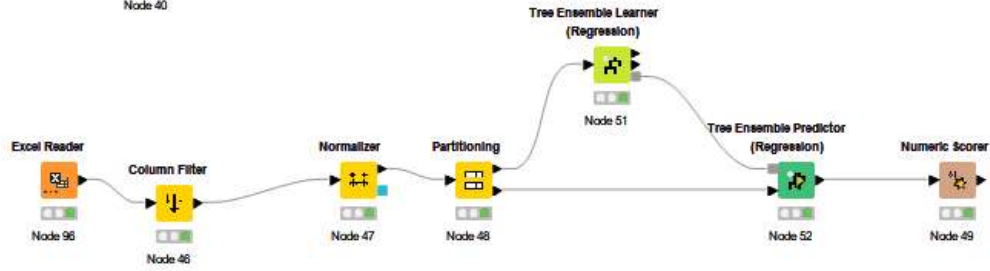 Node 40
Tree Ensemble Learner
(Regression)
Node 51
Excel Reader
Node 96
Column Filter
Node 46
Normalizer
Node 47
Partitioning
Node 48
Tree Ensemble Predictor
(Regression)
Node 52
Numeric Scorer
Node 49